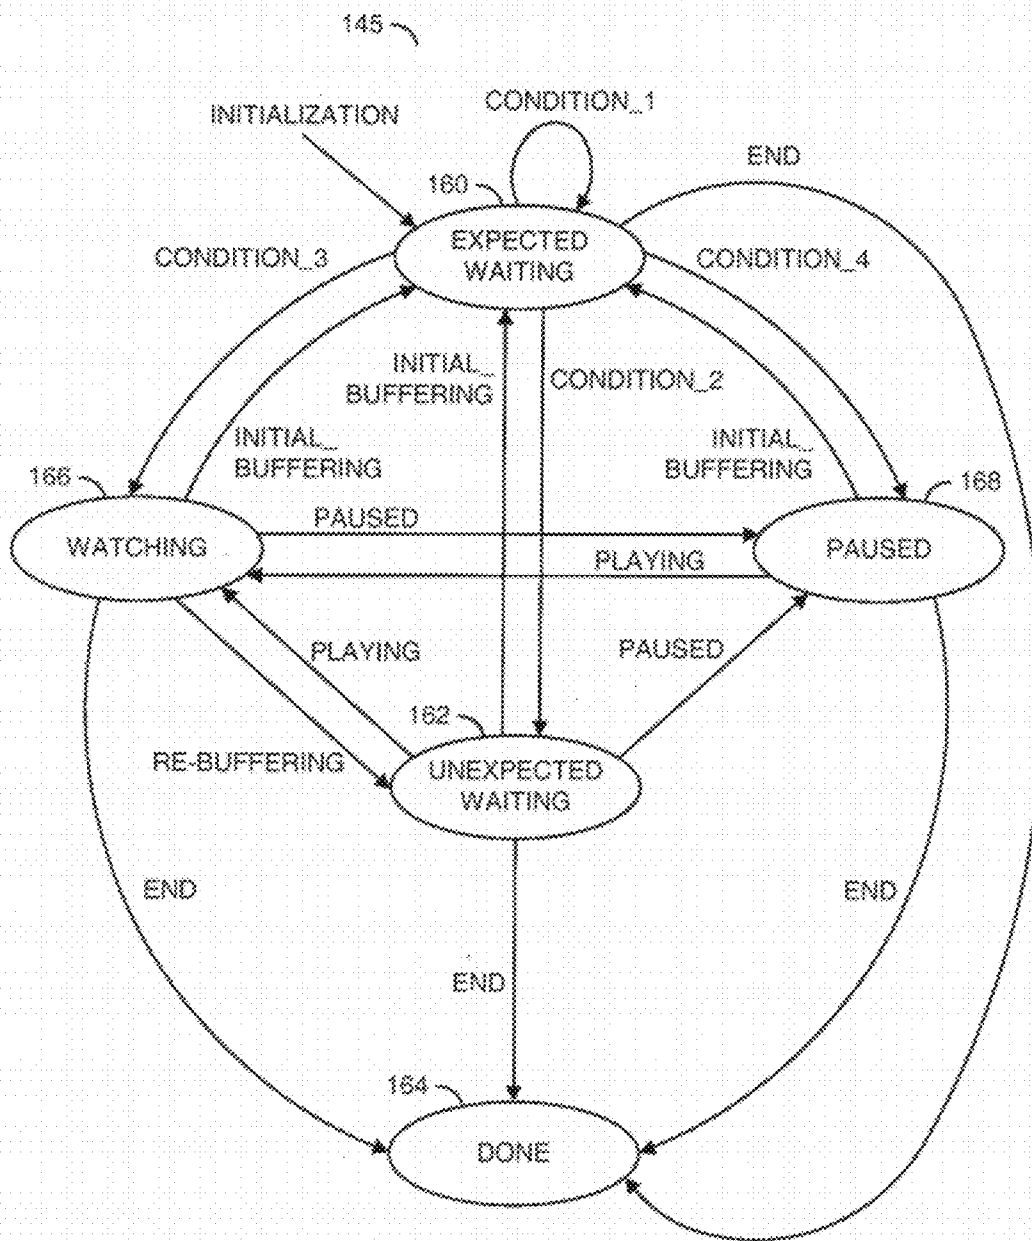 145
CONDITION_1
INITIALIZATION
END
160
EXPECTED
WAITING
CONDITION_3
CONDITION_4
INITIAL_
BUFFERING
CONDITION_2
INITIAL_
BUFFERING
INITIAL_
BUFFERING
166
168
PAUSED
WATCHING
PAUSED
PLAYING
PLAYING
PAUSED
162
RE-BUFFERING
UNEXPECTED
WAITING
END
END
END
164
DONE